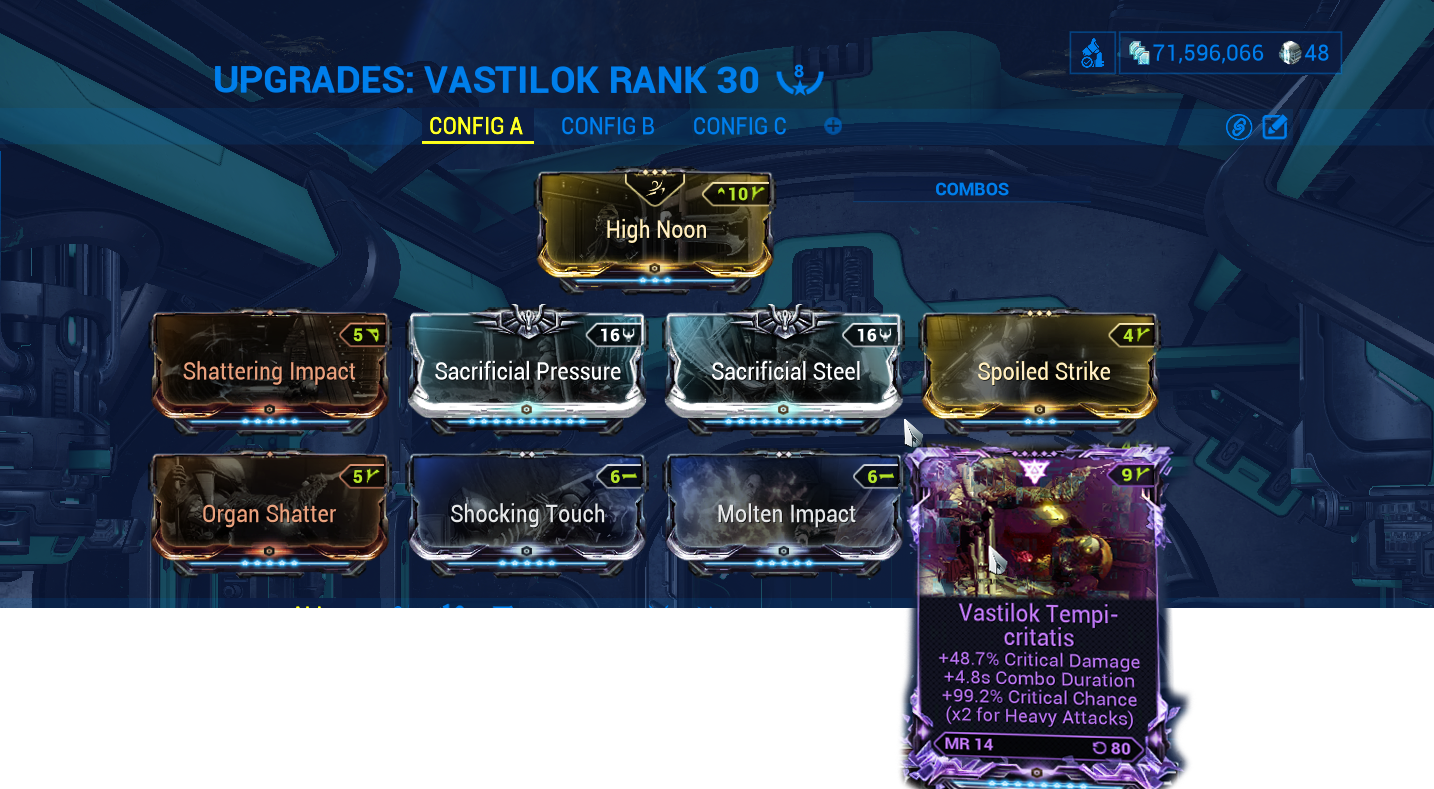 71,596,066 48
UPGRADES: VASTILOK RANK 30 8
CONFIG A CONFIG B CONFIG C
COMBOS
10
High Noon
5 16 16 4
Shattering Impact Sacrificial Pressure Sacrificial Steel Spoiled Strike
5 6 6 9
Organ Shatter Shocking Touch Molten Impact
Vastilok Tempi-
critatis
+48.7% Critical Damage
+4.8s Combo Duration
+99.2% Critical Chance
(x2 for Heavy Attacks)
MR 14 80